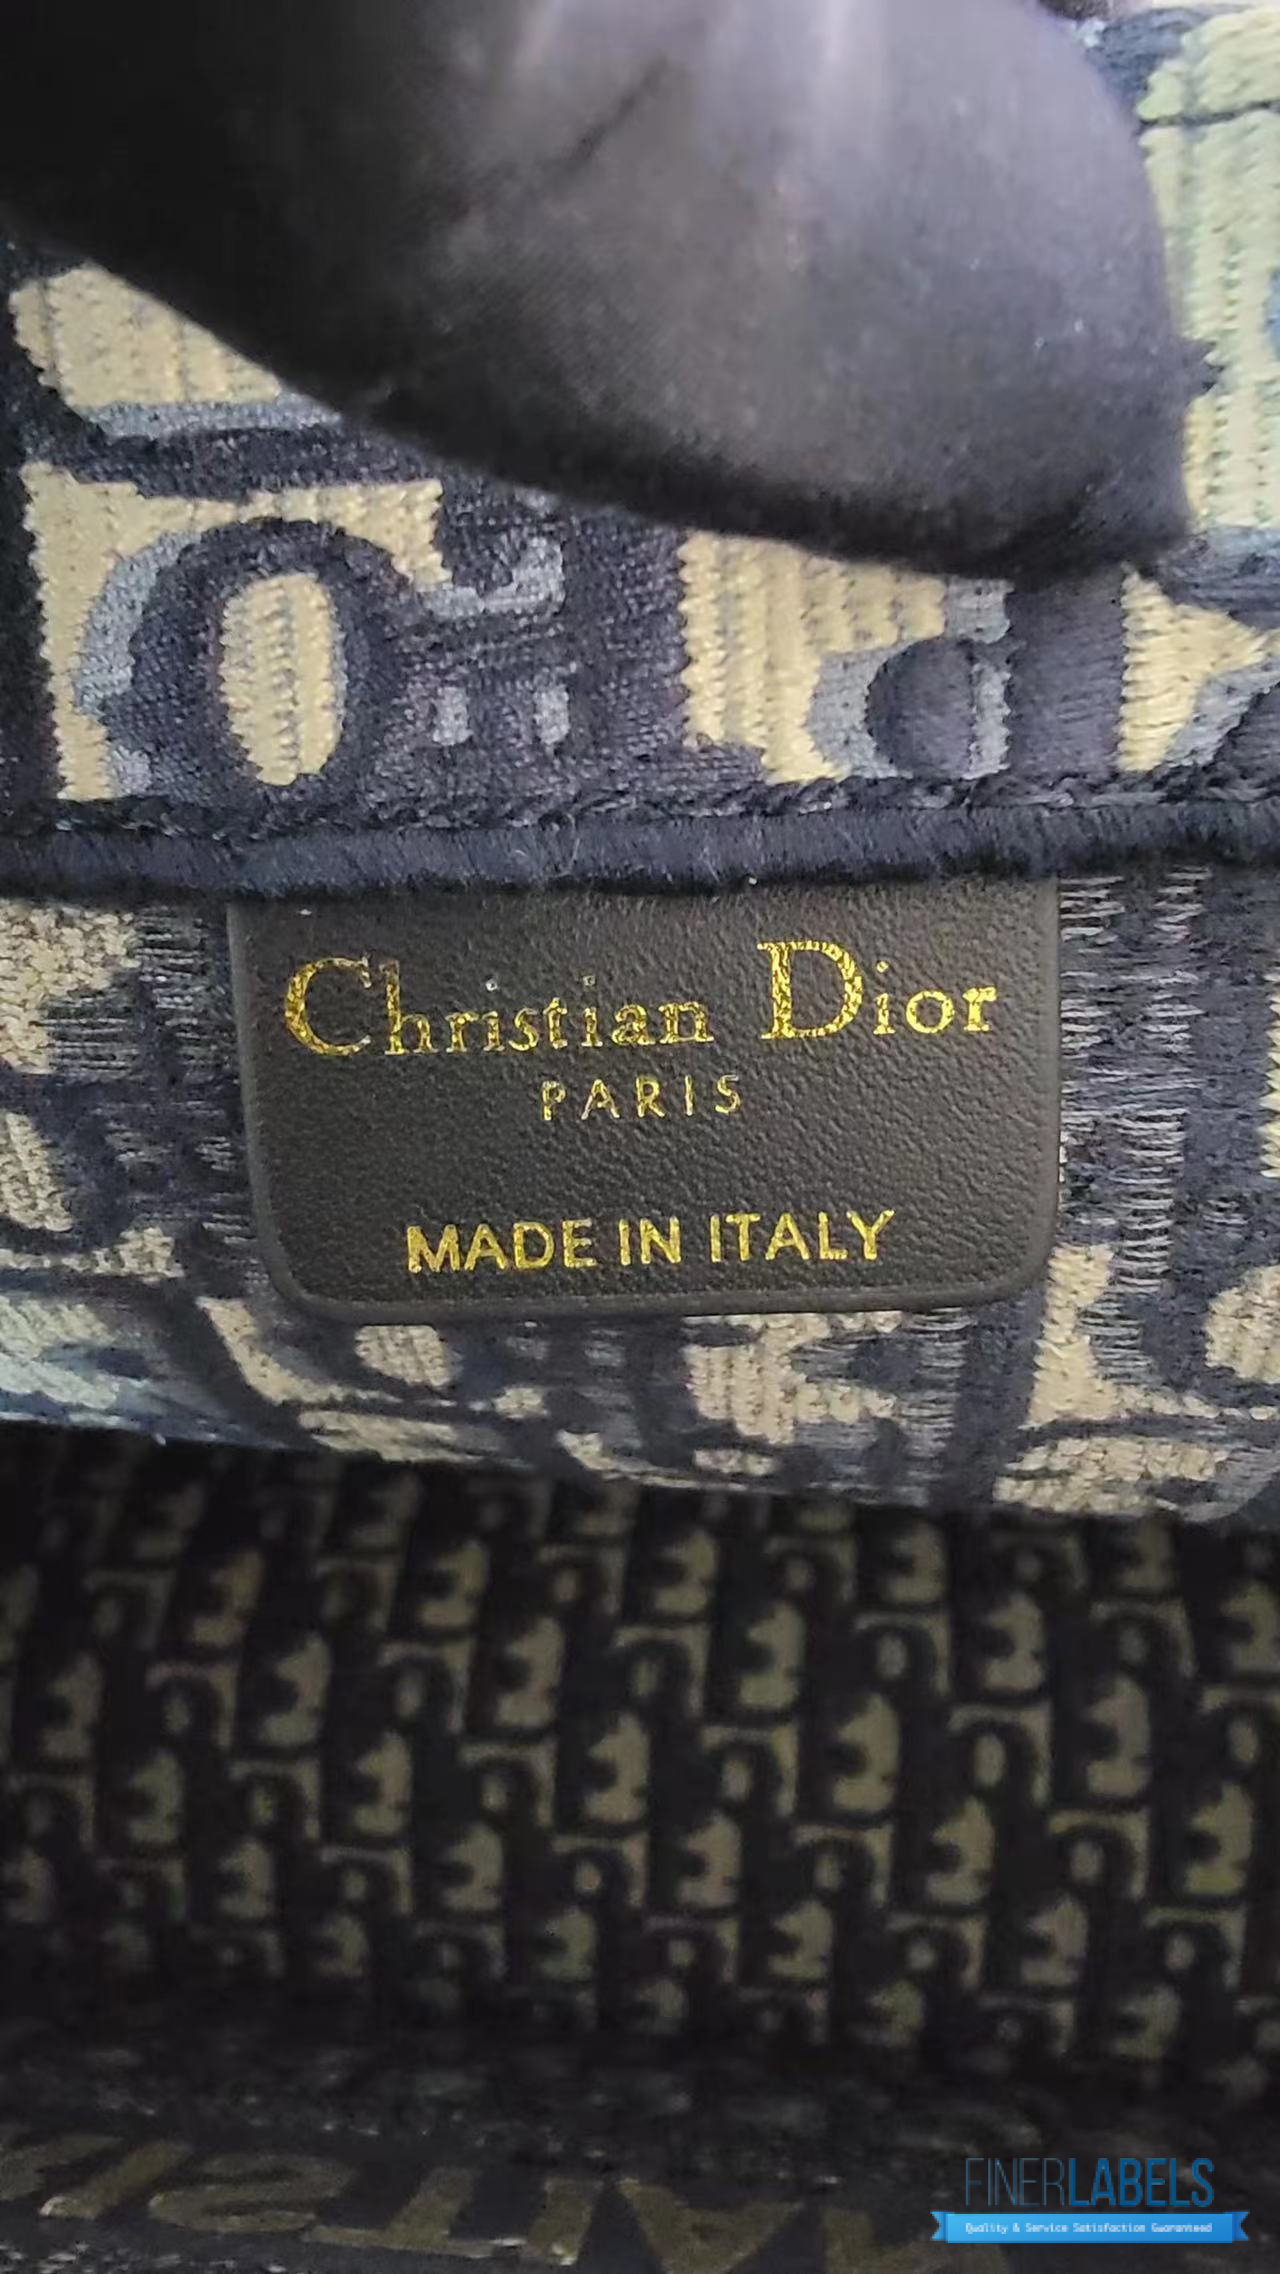 Christian Dior
PARIS
MADE IN ITALY
FINERLABELS
Quality & Service Satisfaction Guaranteed